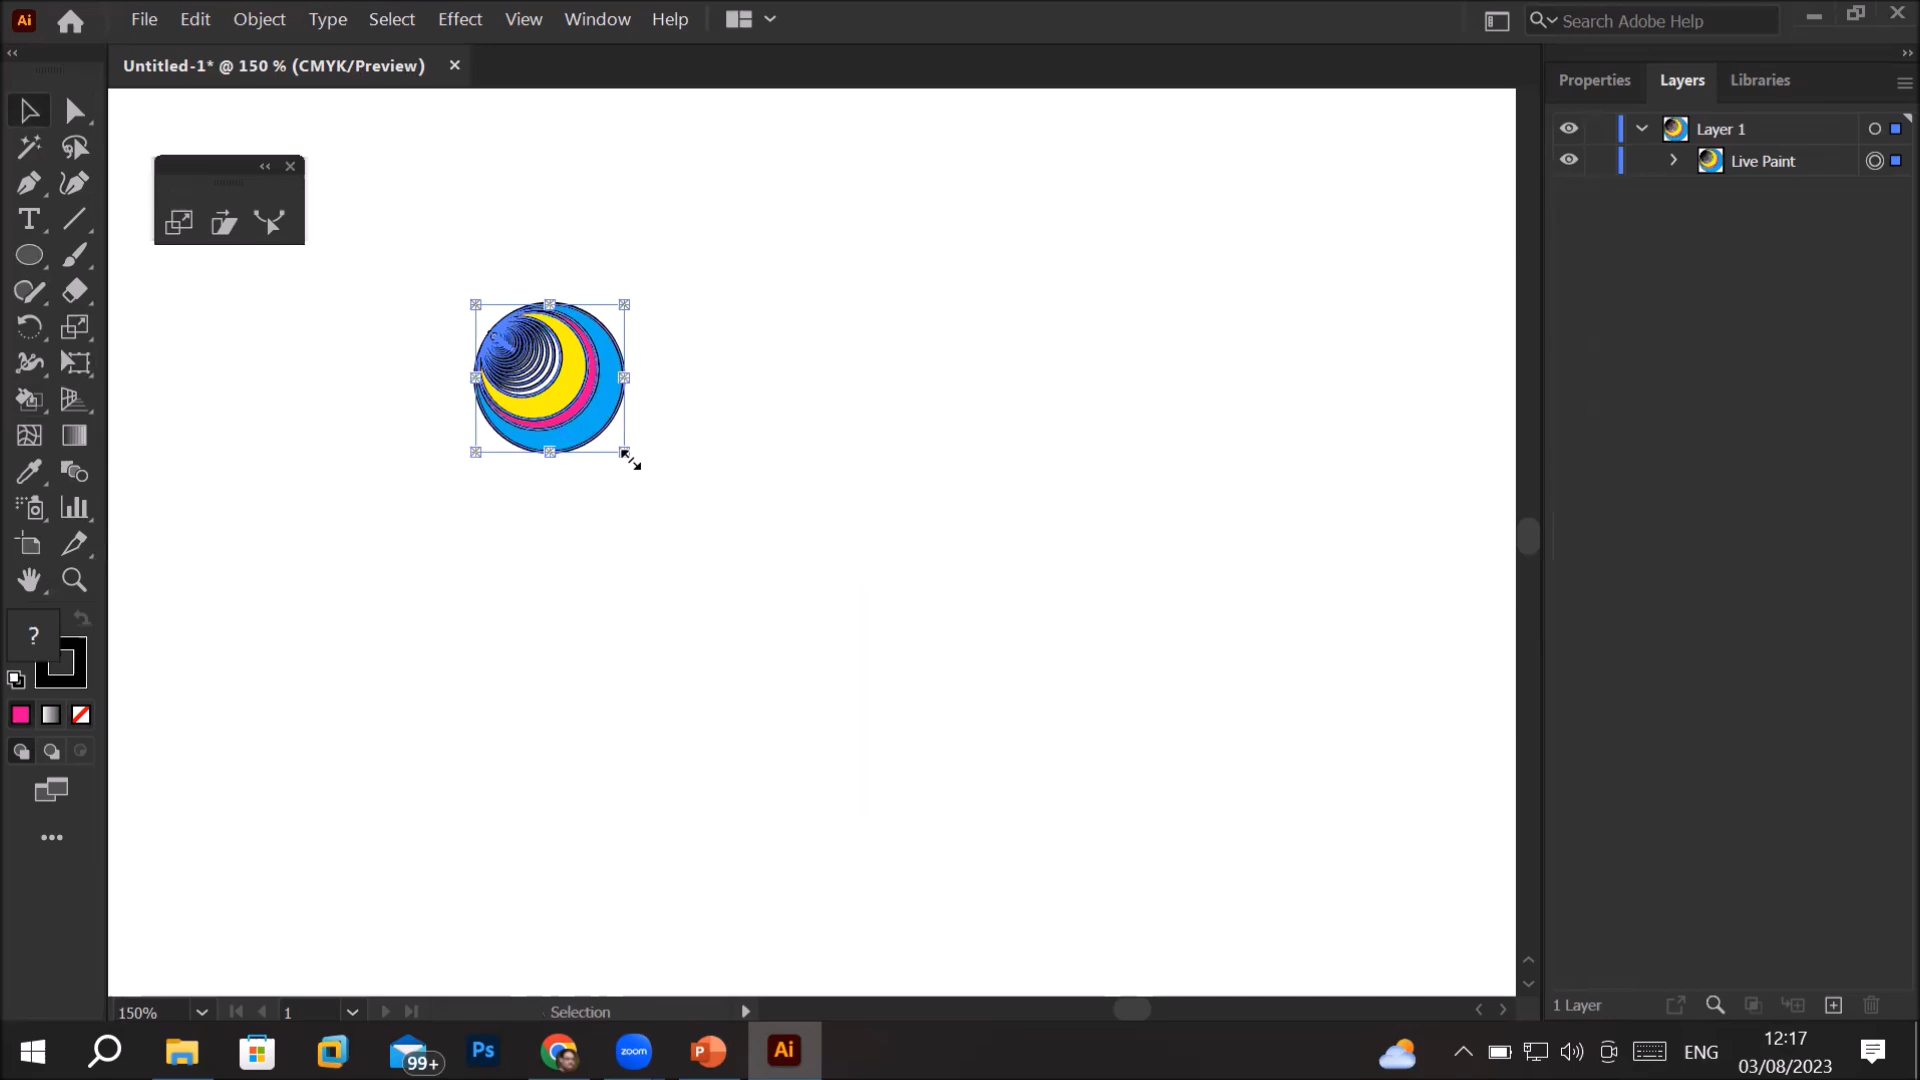 Ai File Edit Object Type Select Effect View Window Help Search Adobe Help
Untitled-1* @ 150 % (CMYK/Preview)
Properties Layers Libraries
Layer 1
Live Paint
T
?
1 Layer
150% 1 Selection
99+ Ps zoom P Ai ENG
12:17
03/08/2023